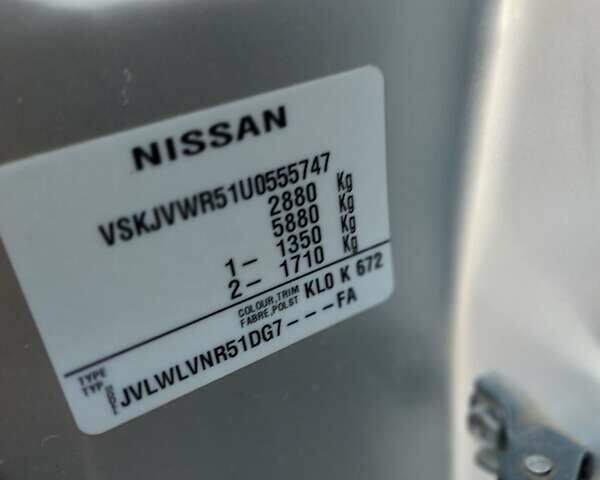 NISSAN
VSKJVWR51U0555747
2880 Kg
5880 Kg
1- 1350 Kg
2- 1710 Kg
COLOUR,TRIM
FABRE,POLST KL0 K 672
TYPE
TYP JVLWLVNR51DG7---FA